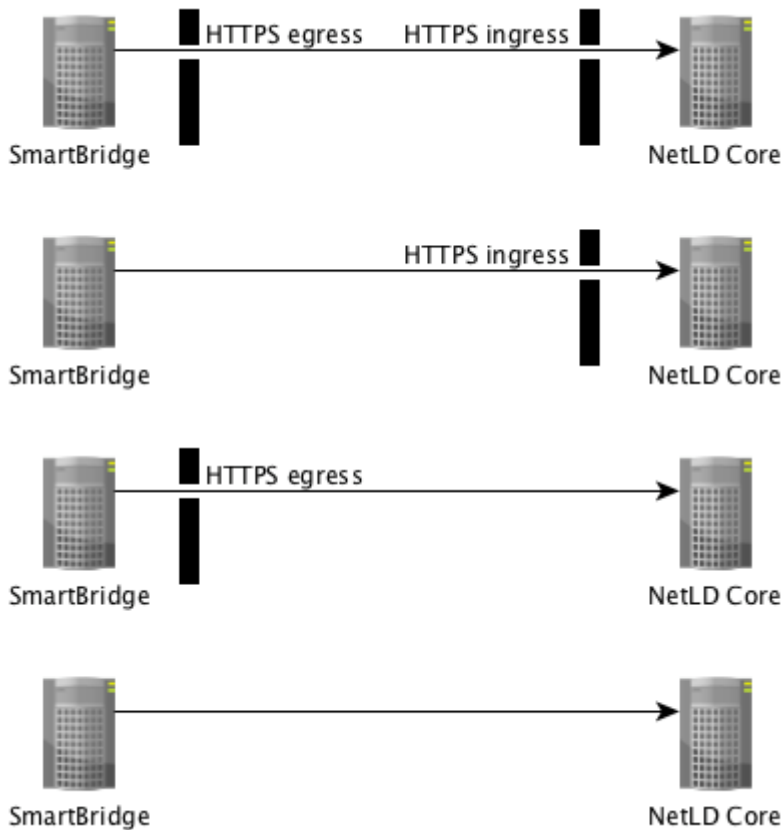 HTTPS egress HTTPS ingress
SmartBridge NetLD Core
HTTPS ingress
SmartBridge NetLD Core
HTTPS egress
SmartBridge NetLD Core
SmartBridge NetLD Core